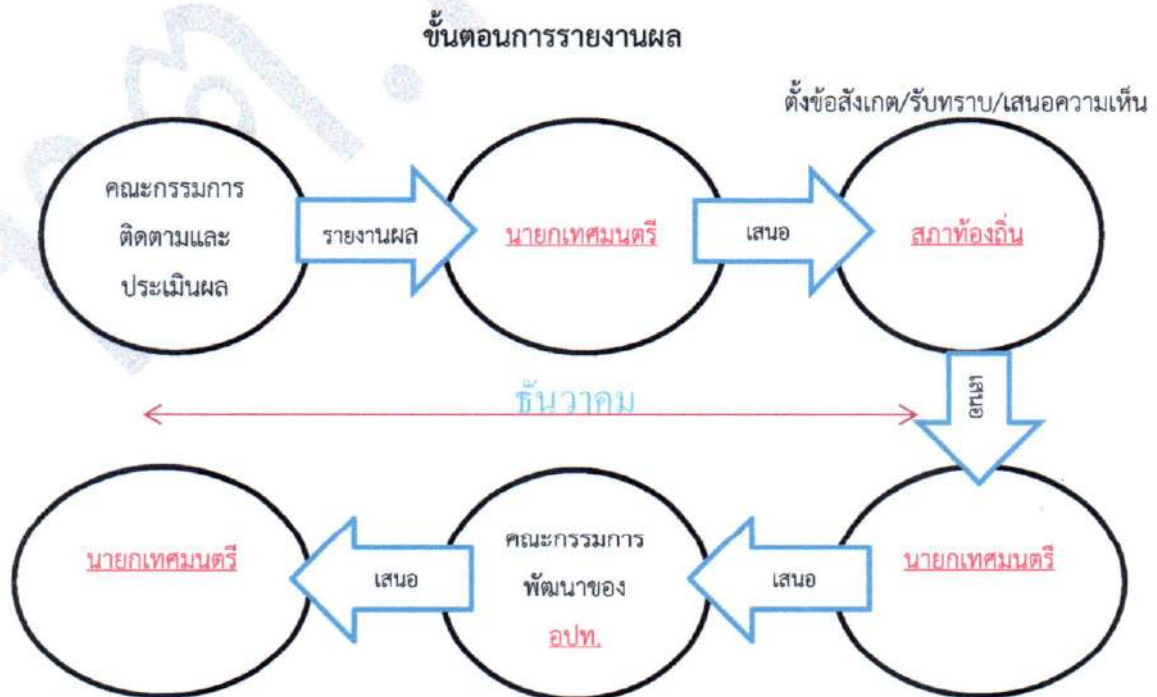 ขั้นตอนการรายงานผล
ตั้งข้อสังเกต/รับทราบ/เสนอความเห็น
คณะกรรมการ
ติดตามและ
ประเมินผล
รายงานผล
นายกเทศมนตรี
เสนอ
สภาท้องถิ่น
เสนอ
ธันวาคม
นายกเทศมนตรี
เสนอ
คณะกรรมการ
พัฒนาของ
อปท.
เสนอ
นายกเทศมนตรี